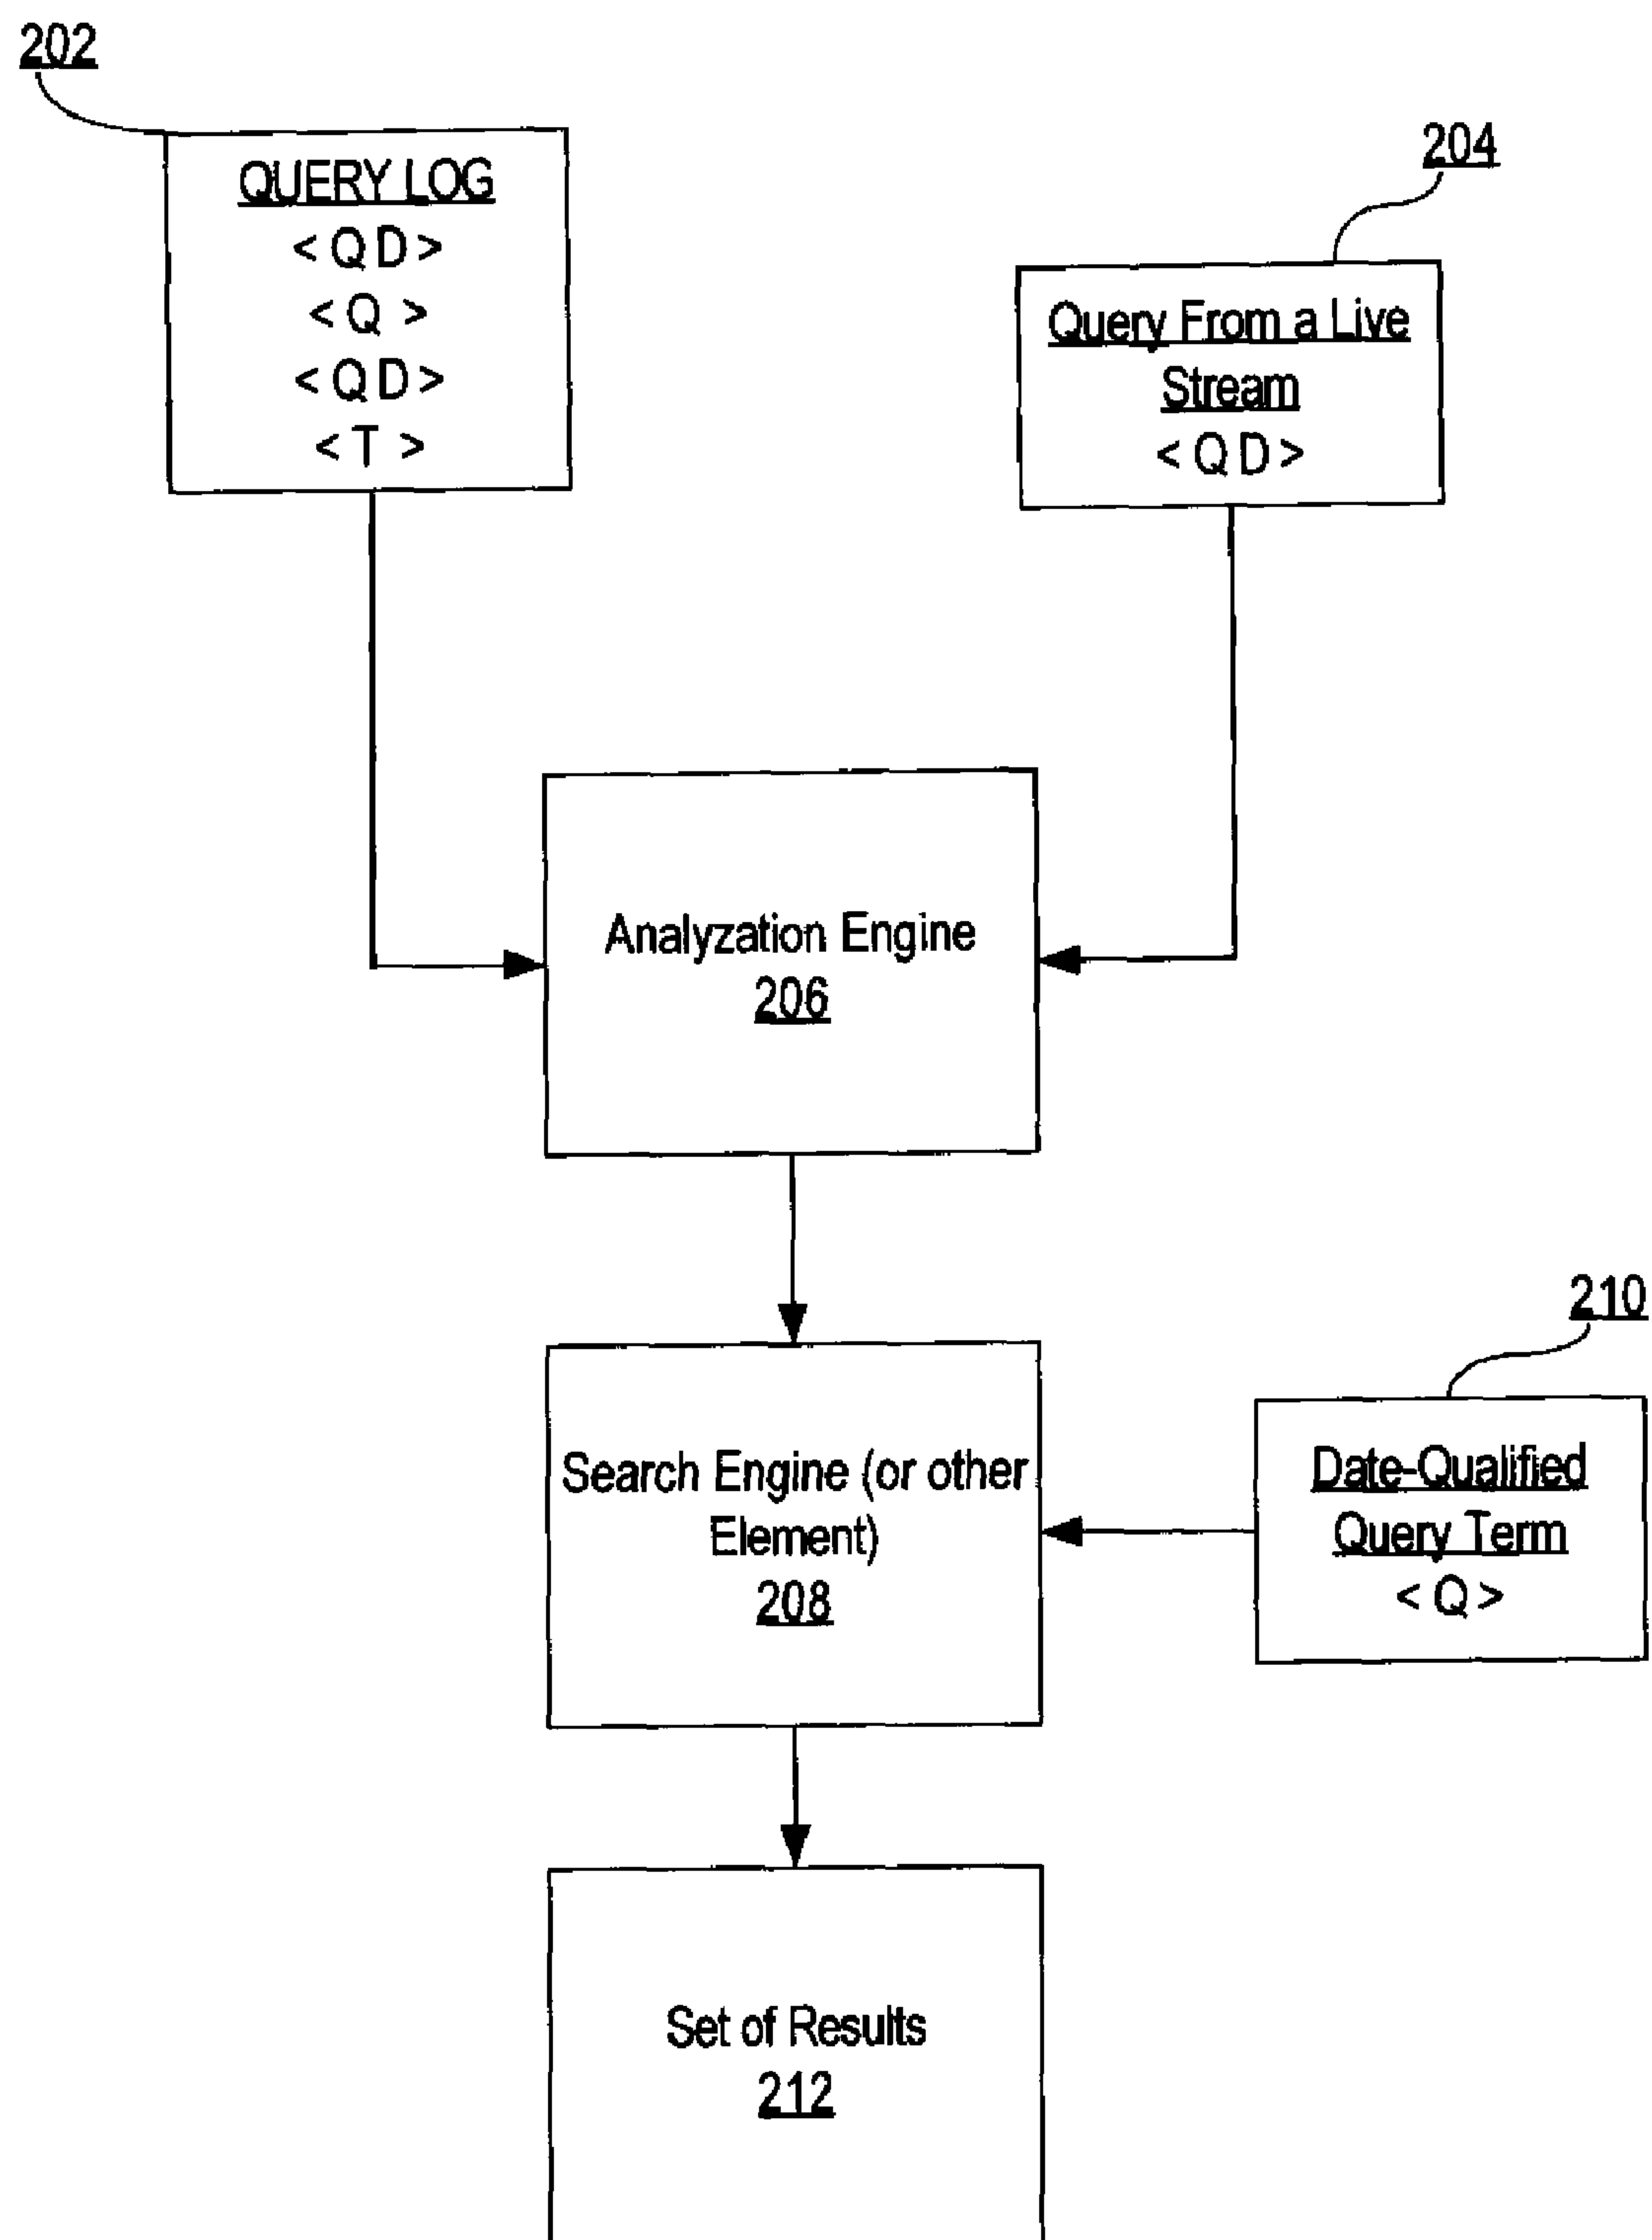 202
QUERY LOG
< Q D >
< Q >
< Q D >
< T >
204
Query From a Live
Stream
< Q D >
Analyzation Engine
206
Search Engine (or other
Element)
208
210
Date-Qualified
Query Term
< Q >
Set of Results
212